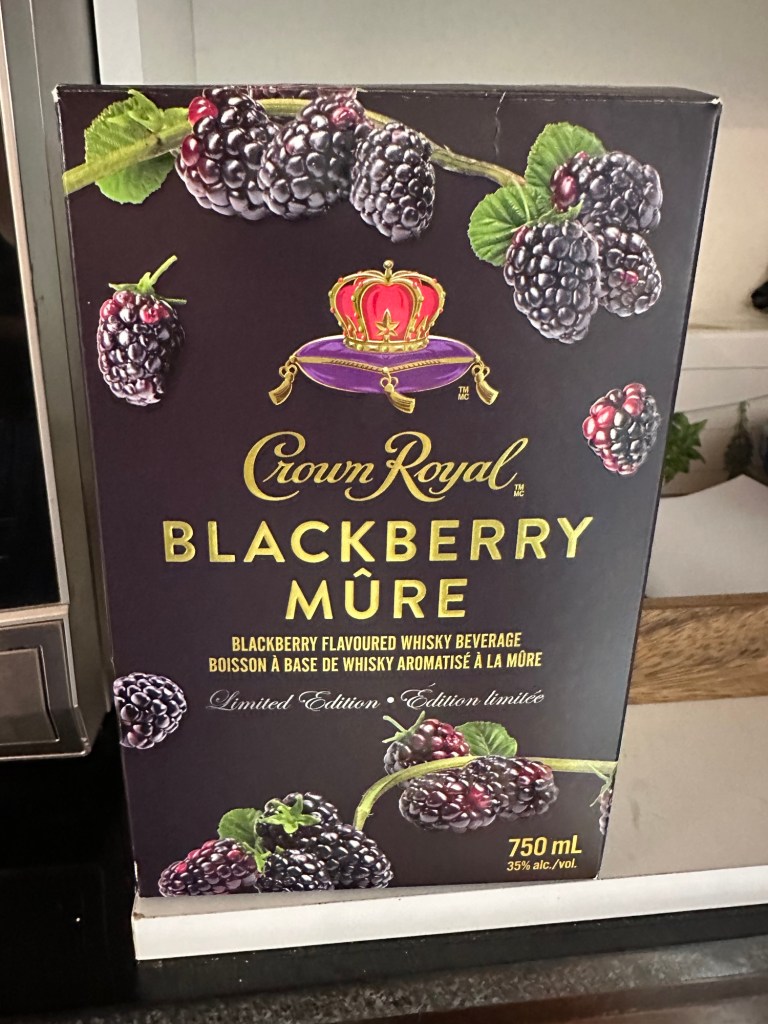 TM
MC
Crown Royal
TM
MC
BLACKBERRY
MÛRE
BLACKBERRY FLAVOURED WHISKY BEVERAGE
BOISSON À BASE DE WHISKY AROMATISÉ À LA MÛRE
Limited Edition • Édition limitée
750 mL
35% alc./vol.